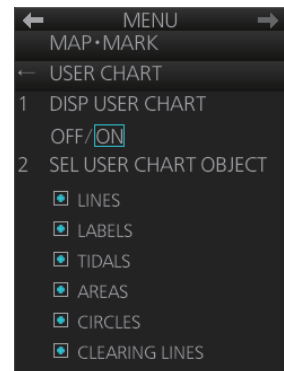 ← MENU →
MAP•MARK
← USER CHART
1 DISP USER CHART
OFF/ON
2 SEL USER CHART OBJECT
LINES
LABELS
TIDALS
AREAS
CIRCLES
CLEARING LINES